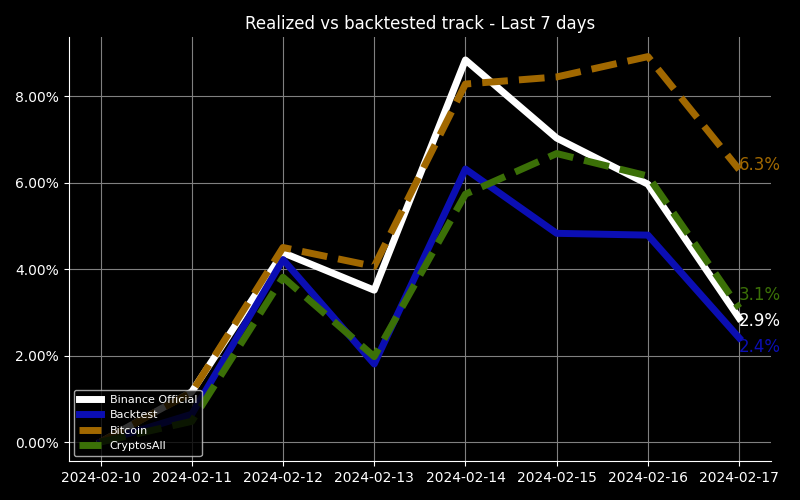 Realized vs backtested track - Last 7 days
8.00%
6.00%
4.00%
2.00%
0.00%
6.3%
3.1%
2.9%
2.4%
Binance Official
Backtest
Bitcoin
CryptosAll
2024-02-10 2024-02-11 2024-02-12 2024-02-13 2024-02-14 2024-02-15 2024-02-16 2024-02-17